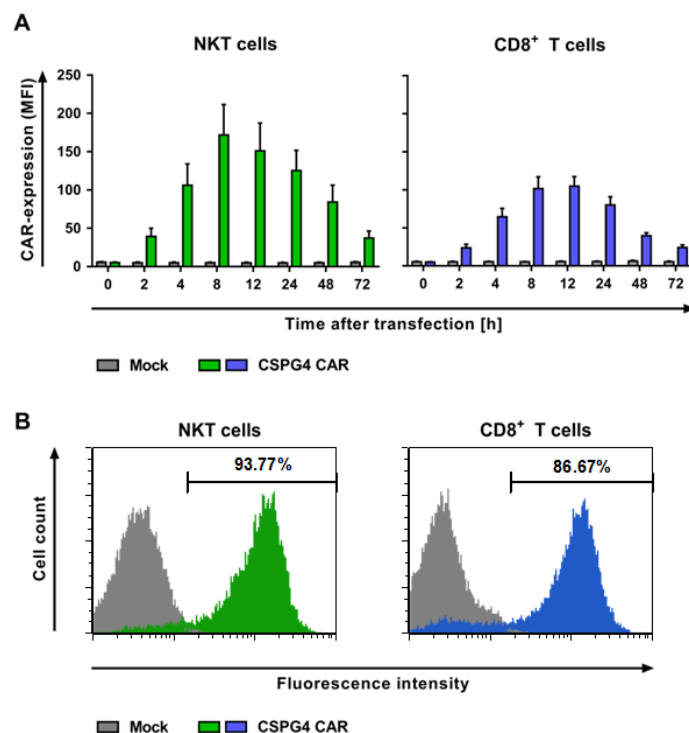 A
NKT cells
CD8+ T cells
CAR-expression (MFI)
250
200
150
100
50
0
0 2 4 8 12 24 48 72
0 2 4 8 12 24 48 72
Time after transfection [h]
Mock
CSPG4 CAR
B
NKT cells
CD8+ T cells
93.77%
86.67%
Cell count
Fluorescence intensity
Mock
CSPG4 CAR